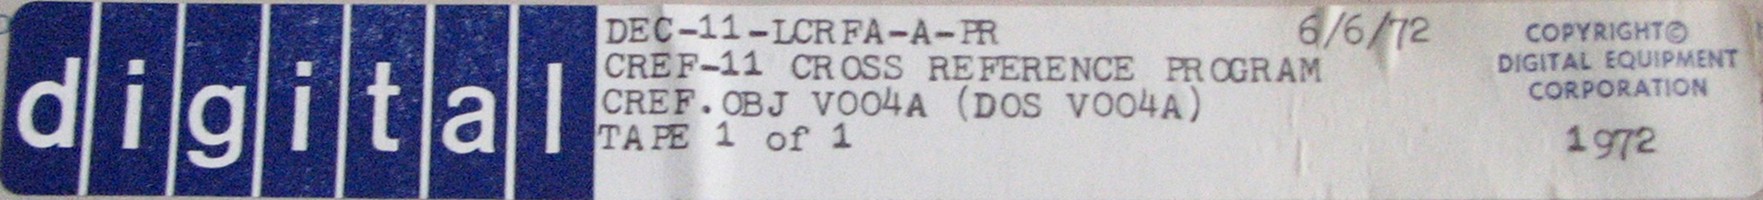 digital
DEC-11-LCRFA-A-PR 6/6/72
CREF-11 CROSS REFERENCE PROGRAM
CREF.OBJ V004A (DOS V004A)
TAPE 1 of 1
COPYRIGHT©
DIGITAL EQUIPMENT
CORPORATION
1972